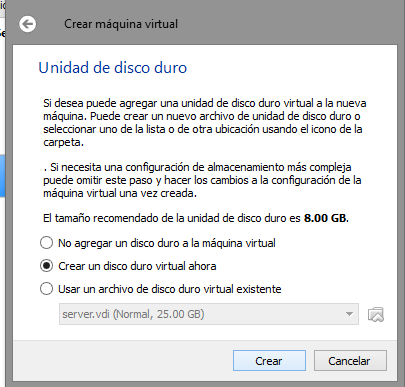 Crear máquina virtual
Unidad de disco duro
Si desea puede agregar una unidad de disco duro virtual a la nueva
máquina. Puede crear un nuevo archivo de unidad de disco duro o
seleccionar uno de la lista o de otra ubicación usando el icono de la
carpeta.
. Si necesita una configuración de almacenamiento más compleja
puede omitir este paso y hacer los cambios a la configuración de la
máquina virtual una vez creada.
El tamaño recomendado de la unidad de disco duro es 8.00 GB.
No agregar un disco duro a la máquina virtual
Crear un disco duro virtual ahora
Usar un archivo de disco duro virtual existente
server.vdi (Normal, 25.00 GB)
Crear
Cancelar